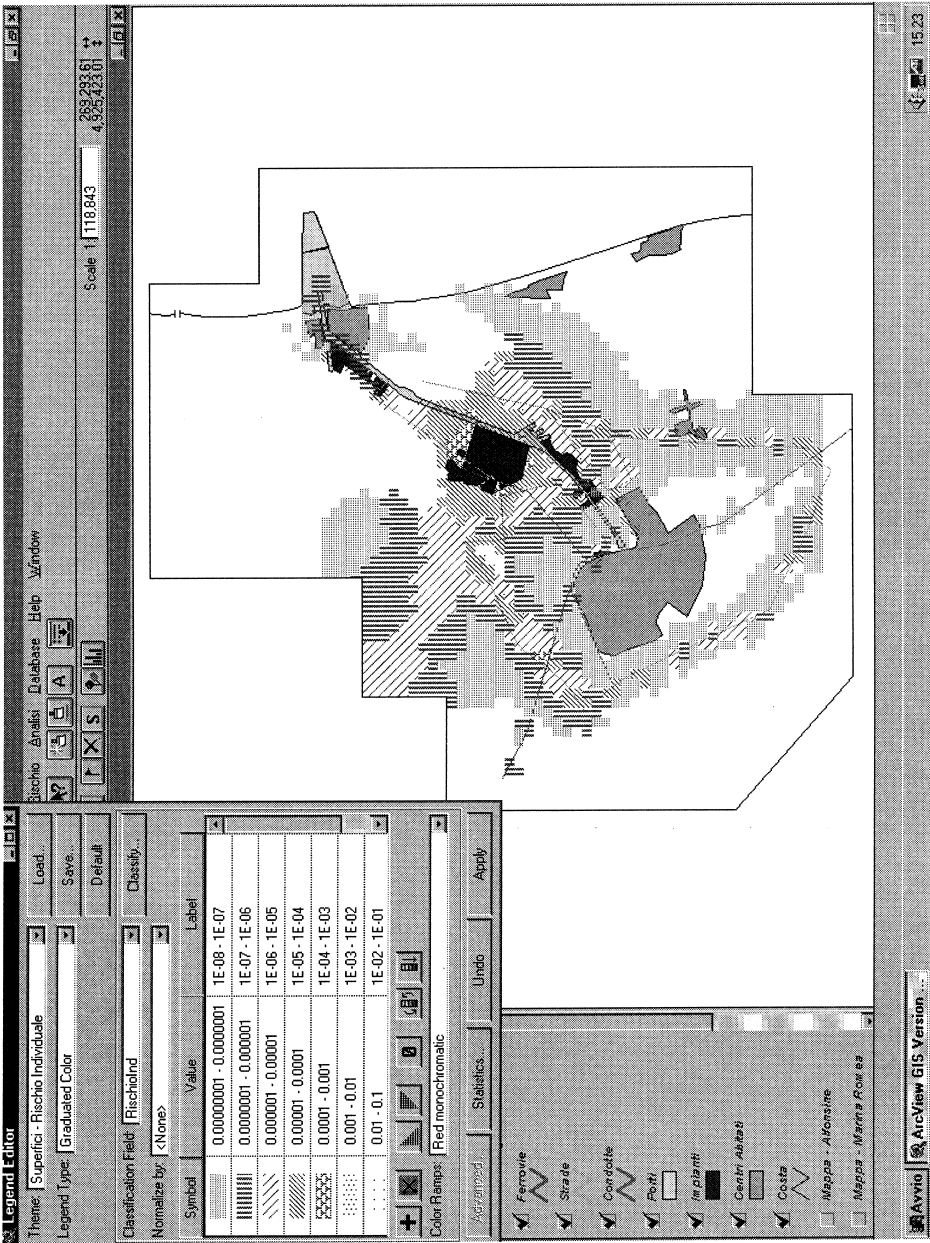 Legend Editor
Theme: Superfici - Rischio Individuale
Load...
Legend Type: Graduated Color
Save...
Default
Classification Field: RischioInd
Classify...
Normalize by: <None>
Symbol Value Label
0.00000001 - 0.0000001 1E-08 - 1E-07
0.0000001 - 0.000001 1E-07 - 1E-06
0.000001 - 0.00001 1E-06 - 1E-05
0.00001 - 0.0001 1E-05 - 1E-04
0.0001 - 0.001 1E-04 - 1E-03
0.001 - 0.01 1E-03 - 1E-02
0.01 - 0.1 1E-02 - 1E-01
Color Ramps: Red monochromatic
Advanced... Statistics Undo Apply
Rischio Analisi Database Help Window
A
S
Scale 1: 118,843
269,293.61
4,925,423.01
Ferrovie
Strade
Condotte
Porti
Impianti
Centri Abitati
Costa
Mappa - Alfonsine
Mappa - Marina Romea
Avvio
ArcView GIS Version ...
15.23